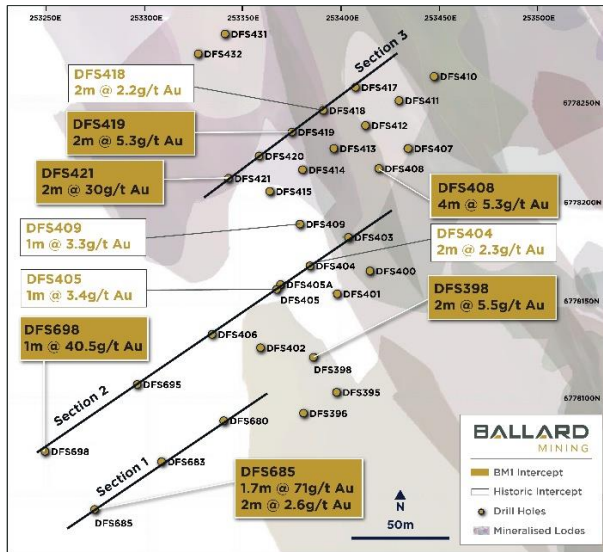 253250E
253300E
253350E
253400E
253450E
253500E
DFS431
DFS432
Section 3
DFS418
2m @ 2.2g/t Au
DFS417
DFS410
DFS411
DFS418
6778250N
DFS419
2m @ 5.3g/t Au
DFS419
DFS412
DFS420
DFS413
DFS407
DFS421
2m @ 30g/t Au
DFS421
DFS414
DFS408
DFS415
DFS408
4m @ 5.3g/t Au
6778200N
DFS409
1m @ 3.3g/t Au
DFS409
DFS403
DFS404
2m @ 2.3g/t Au
DFS404
DFS400
DFS405
1m @ 3.4g/t Au
DFS405A
DFS405
DFS401
DFS398
2m @ 5.5g/t Au
6778150N
DFS698
1m @ 40.5g/t Au
DFS406
DFS402
DFS398
Section 2
DFS695
DFS395
6778100N
DFS680
DFS396
DFS698
Section 1
DFS683
DFS685
1.7m @ 71g/t Au
2m @ 2.6g/t Au
DFS685
N
50m
BALLARD
MINING
BM1 Intercept
Historic Intercept
Drill Holes
Mineralised Lodes